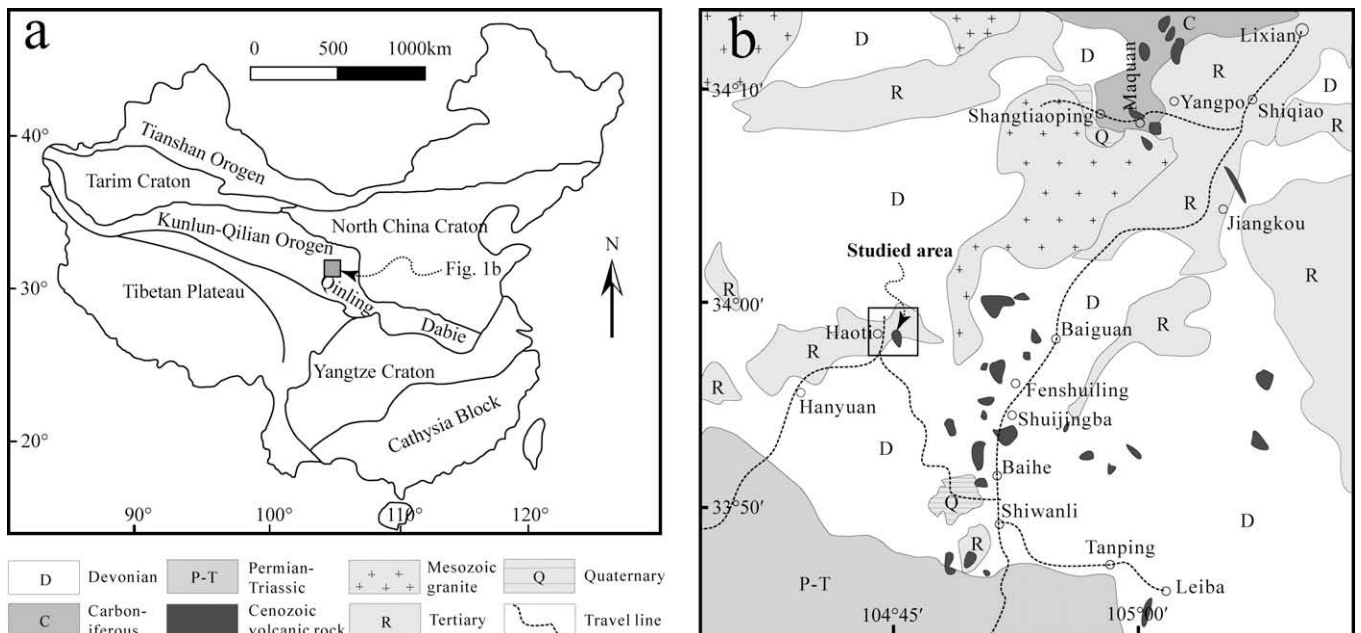 a
0 500 1000km
40°
30°
20°
90° 100° 110° 120°
Tianshan Orogen
Tarim Craton
North China Craton
Kunlun-Qilian Orogen
N
Fig. 1b
Tibetan Plateau
Qinling
Dabie
Yangtze Craton
Cathysia Block
b
D
C
Lixian
D
R
D
34°10′
R
Maquan
Yangpo
Shangtiaoping
Shiqiao
R
Q
D
R
Jiangkou
Studied area
R
R
34°00′
D
Haoti
Baiguan
R
R
R
Fenshuiling
Hanyuan
Shuijingba
D
Baihe
33°50′
Q
Shiwanli
D
R
Tanping
P-T
Leiba
104°45′ 105°00′
D Devonian
P-T Permian-
Triassic
Mesozoic
granite
Q Quaternary
C Carbon-
iferous
Cenozoic
volcanic rock
R Tertiary
Travel line